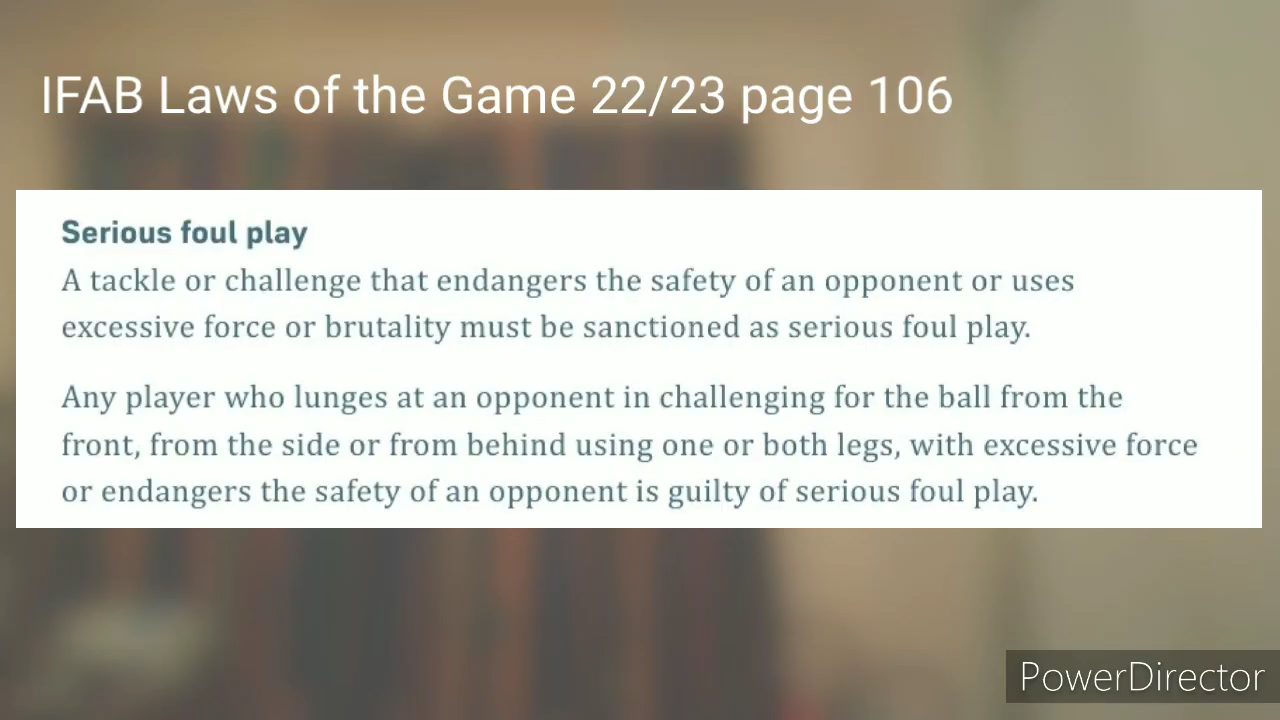 IFAB Laws of the Game 22/23 page 106
Serious foul play
A tackle or challenge that endangers the safety of an opponent or uses
excessive force or brutality must be sanctioned as serious foul play.
Any player who lunges at an opponent in challenging for the ball from the
front, from the side or from behind using one or both legs, with excessive force
or endangers the safety of an opponent is guilty of serious foul play.
PowerDirector